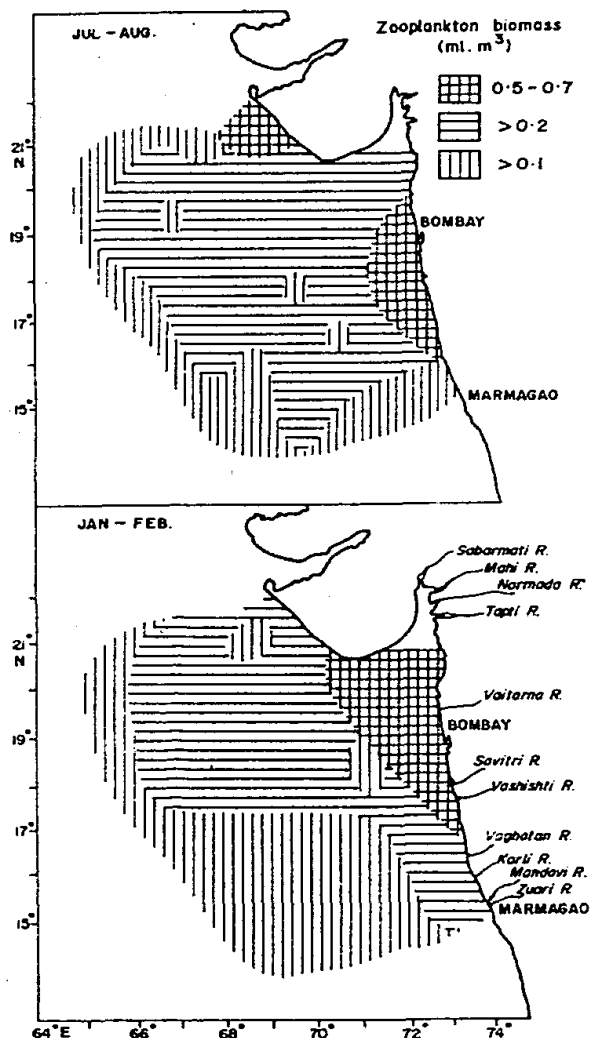 JUL - AUG.
Zooplankton biomass
(ml. m³)
0.5 - 0.7
> 0.2
> 0.1
21°
N
19°
17°
15°
BOMBAY
MARMAGAO
JAN - FEB.
Sabarmati R.
Mahi R.
Narmada R.
Tapti R.
21°
N
Vaitarna R.
BOMBAY
19°
Savitri R.
Vashishti R.
17°
Vaghotan R.
Karli R.
Mandavi R.
Zuari R
MARMAGAO
15°
64°E
66°
68°
70°
72°
74°